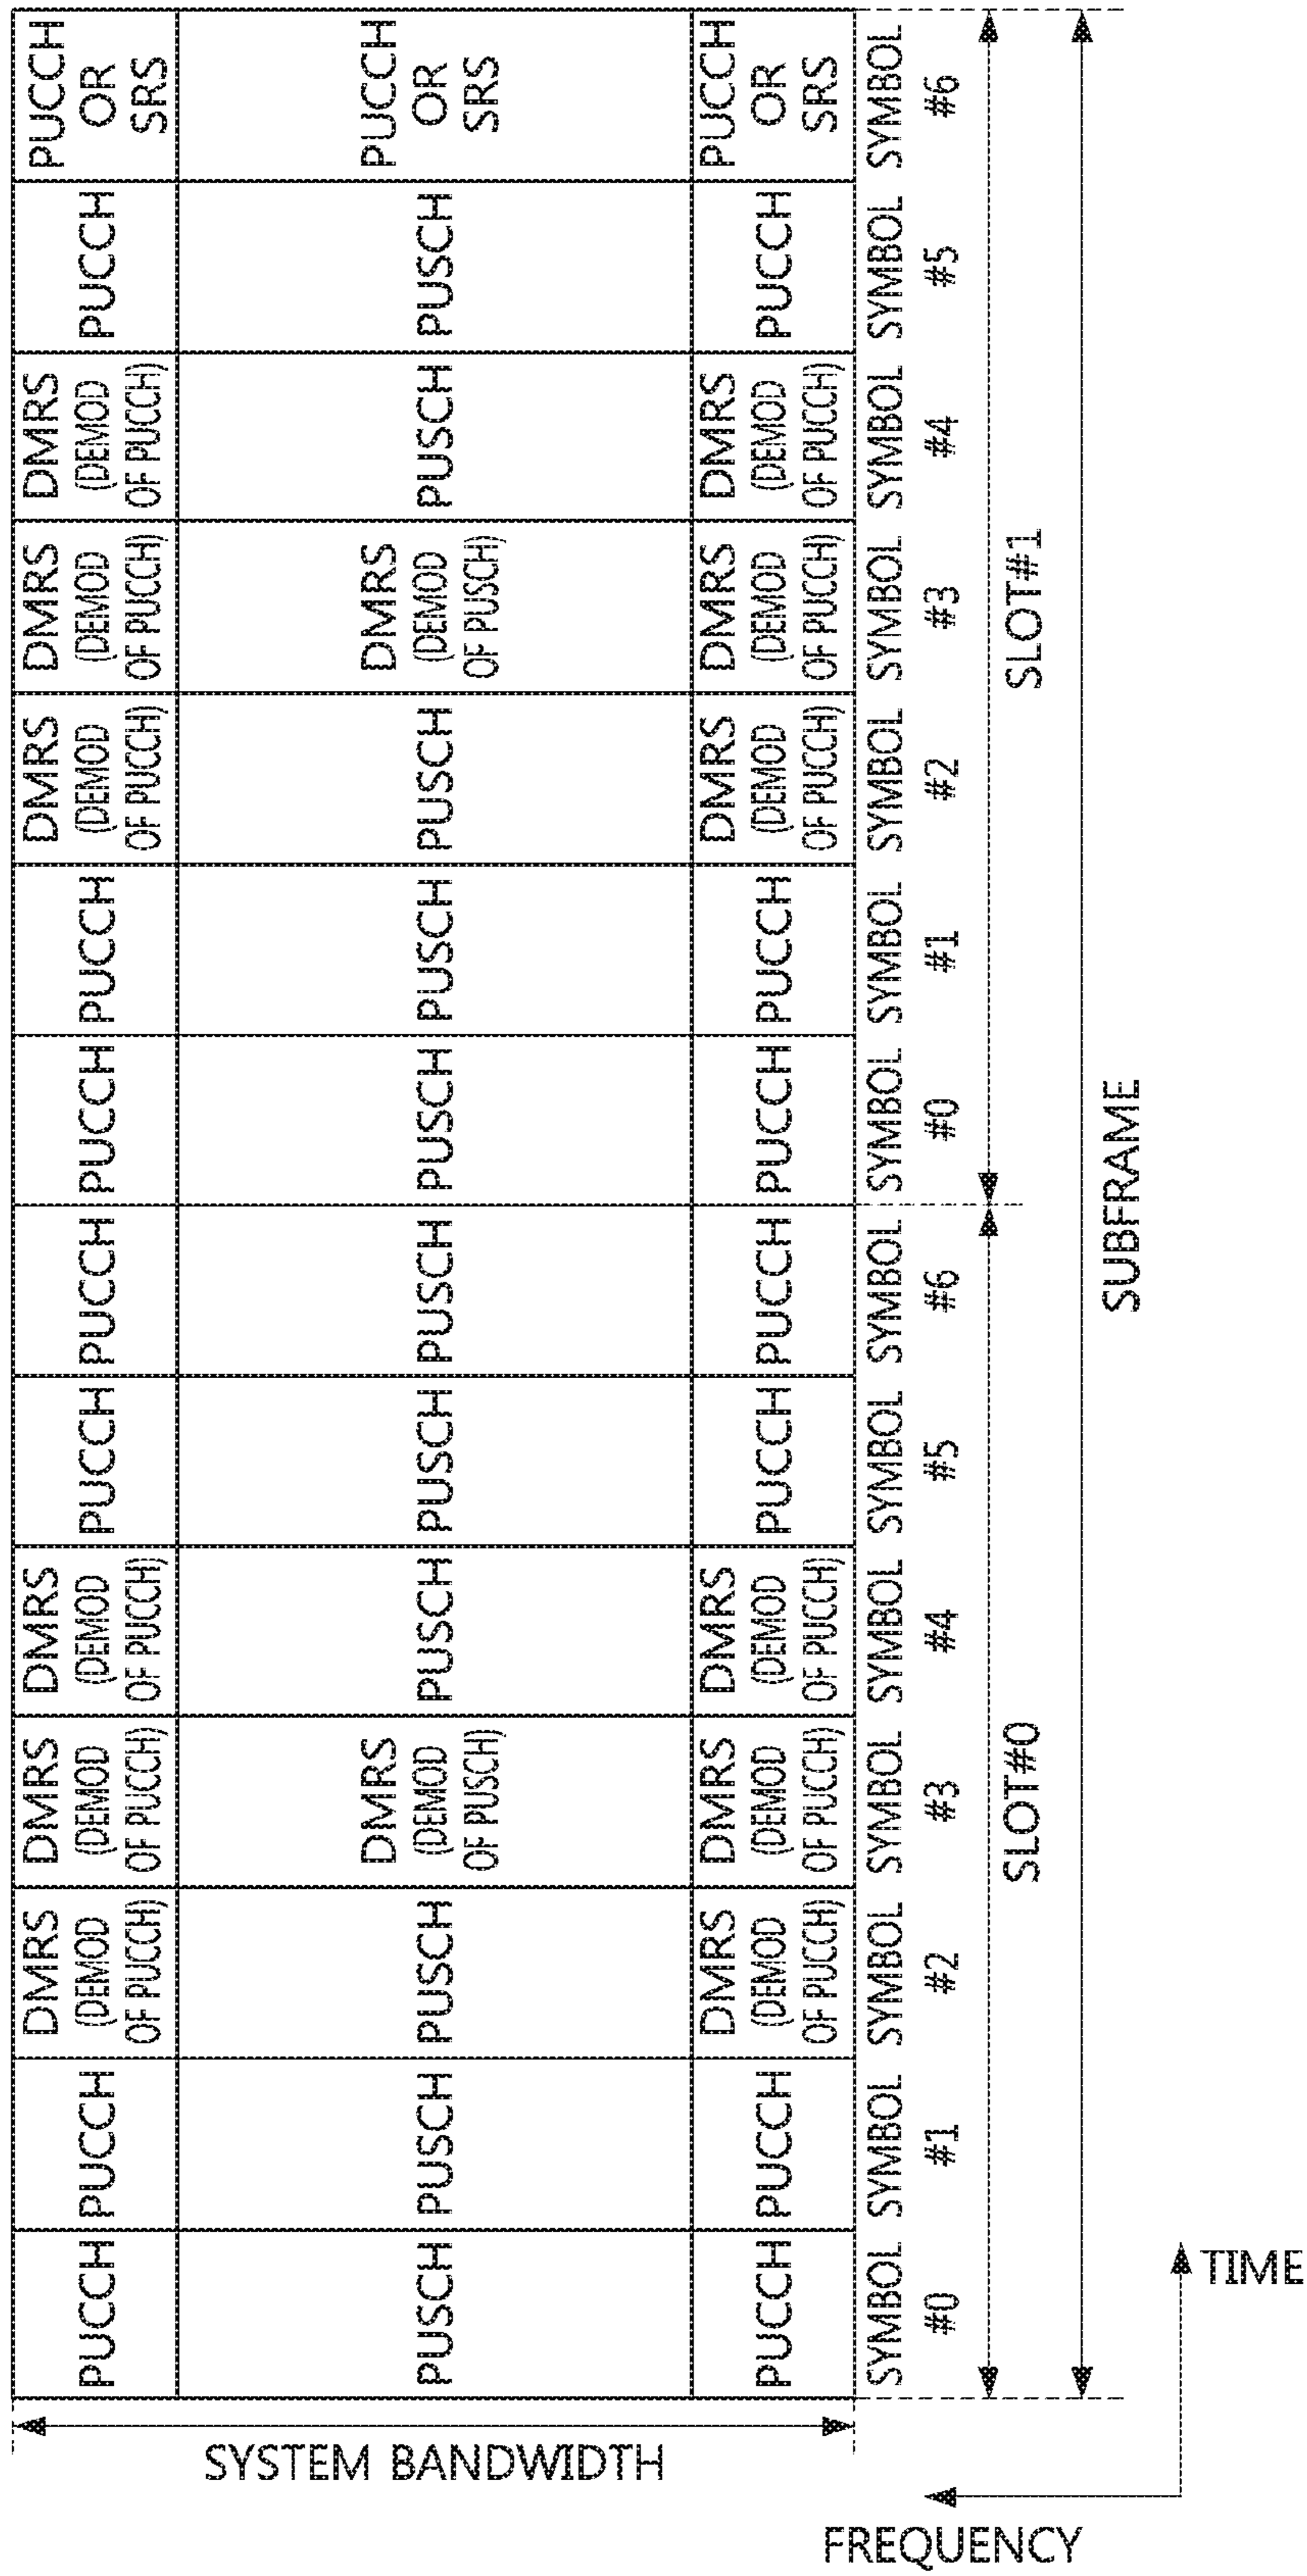 PUCCH
PUCCH
DMRS
(DEMOD
OF PUCCH)
DMRS
(DEMOD
OF PUCCH)
DMRS
(DEMOD
OF PUCCH)
PUCCH
PUCCH
PUCCH
PUCCH
DMRS
(DEMOD
OF PUCCH)
DMRS
(DEMOD
OF PUCCH)
DMRS
(DEMOD
OF PUCCH)
PUCCH
PUCCH
OR
SRS
PUSCH
PUSCH
PUSCH
DMRS
(DEMOD
OF PUSCH)
PUSCH
PUSCH
PUSCH
PUSCH
PUSCH
PUSCH
DMRS
(DEMOD
OF PUSCH)
PUSCH
PUSCH
PUCCH
OR
SRS
PUCCH
PUCCH
DMRS
(DEMOD
OF PUCCH)
DMRS
(DEMOD
OF PUCCH)
DMRS
(DEMOD
OF PUCCH)
PUCCH
PUCCH
PUCCH
PUCCH
DMRS
(DEMOD
OF PUCCH)
DMRS
(DEMOD
OF PUCCH)
DMRS
(DEMOD
OF PUCCH)
PUCCH
PUCCH
OR
SRS
SYMBOL
#0
SYMBOL
#1
SYMBOL
#2
SYMBOL
#3
SYMBOL
#4
SYMBOL
#5
SYMBOL
#6
SYMBOL
#0
SYMBOL
#1
SYMBOL
#2
SYMBOL
#3
SYMBOL
#4
SYMBOL
#5
SYMBOL
#6
SLOT#0
SLOT#1
SUBFRAME
SYSTEM BANDWIDTH
TIME
FREQUENCY